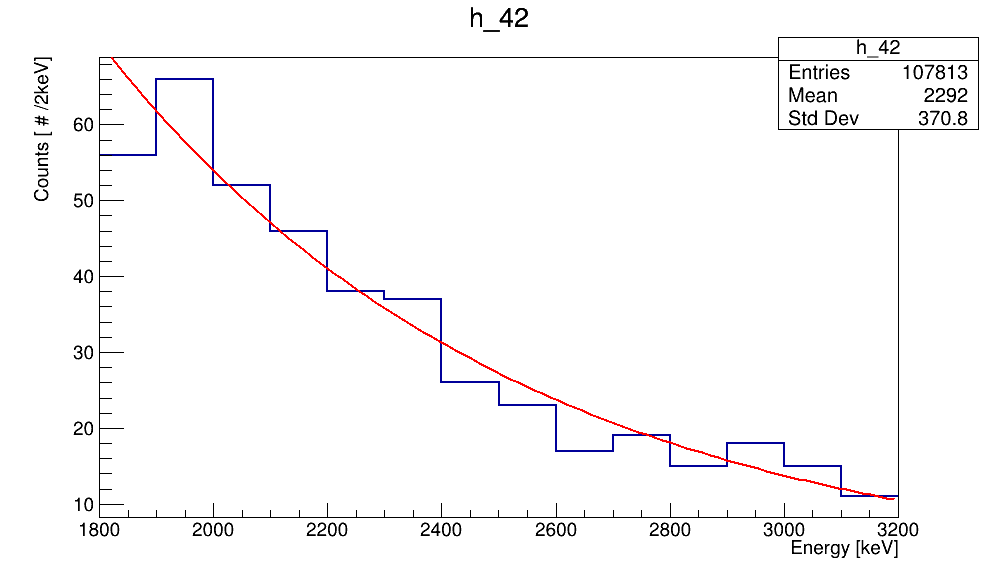 h_42
h_42
Entries 107813
Mean 2292
Std Dev 370.8
Counts [ # /2keV]
60
50
40
30
20
10
1800 2000 2200 2400 2600 2800 3000 3200
Energy [keV]